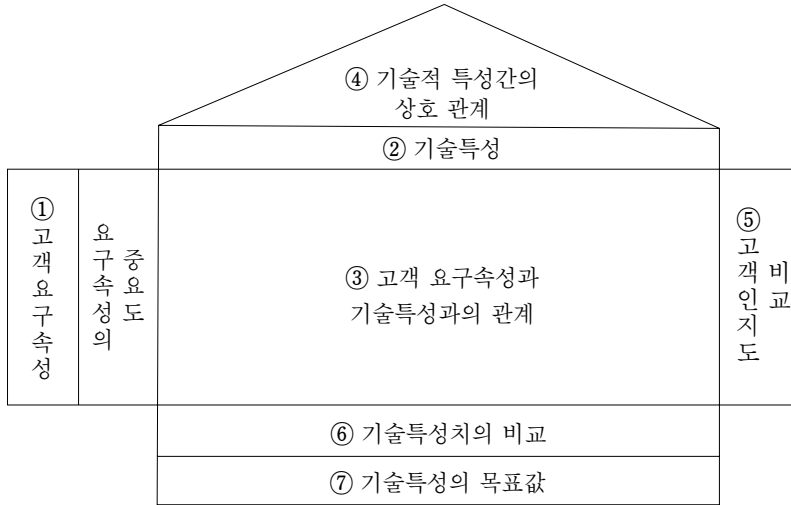 ④ 기술적 특성간의
상호 관계
② 기술특성
① 고객요구속성
요구속성의
중요도
③ 고객 요구속성과
기술특성과의 관계
⑤ 고객인지도
비교
⑥ 기술특성치의 비교
⑦ 기술특성의 목표값